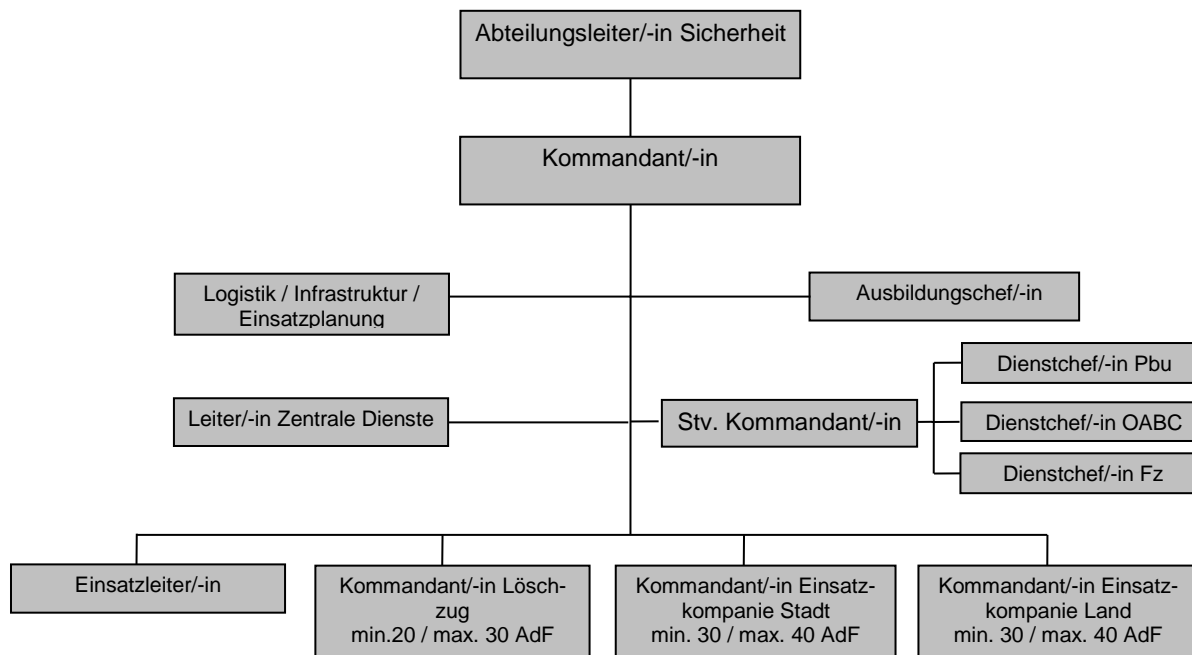 Abteilungsleiter/-in Sicherheit
Kommandant/-in
Logistik / Infrastruktur /
Einsatzplanung
Ausbildungschef/-in
Dienstchef/-in Pbu
Leiter/-in Zentrale Dienste
Stv. Kommandant/-in
Dienstchef/-in OABC
Dienstchef/-in Fz
Einsatzleiter/-in
Kommandant/-in Lösch-
zug
min.20 / max. 30 AdF
Kommandant/-in Einsatz-
kompanie Stadt
min. 30 / max. 40 AdF
Kommandant/-in Einsatz-
kompanie Land
min. 30 / max. 40 AdF